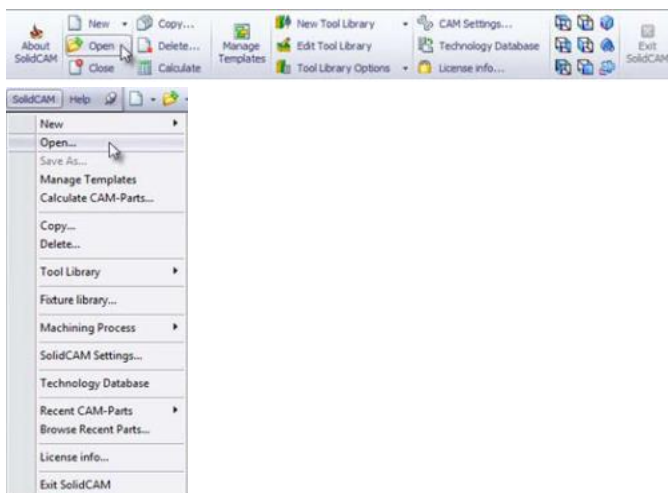 New Copy... New Tool Library CAM Settings...
About SolidCAM Open Delete... Manage Templates Edit Tool Library Technology Database Exit SolidCAM
Close Calculate Tool Library Options License info...
SolidCAM Help
New
Open...
Save As...
Manage Templates
Calculate CAM-Parts...
Copy...
Delete...
Tool Library
Fixture library...
Machining Process
SolidCAM Settings...
Technology Database
Recent CAM-Parts
Browse Recent Parts...
License info...
Exit SolidCAM